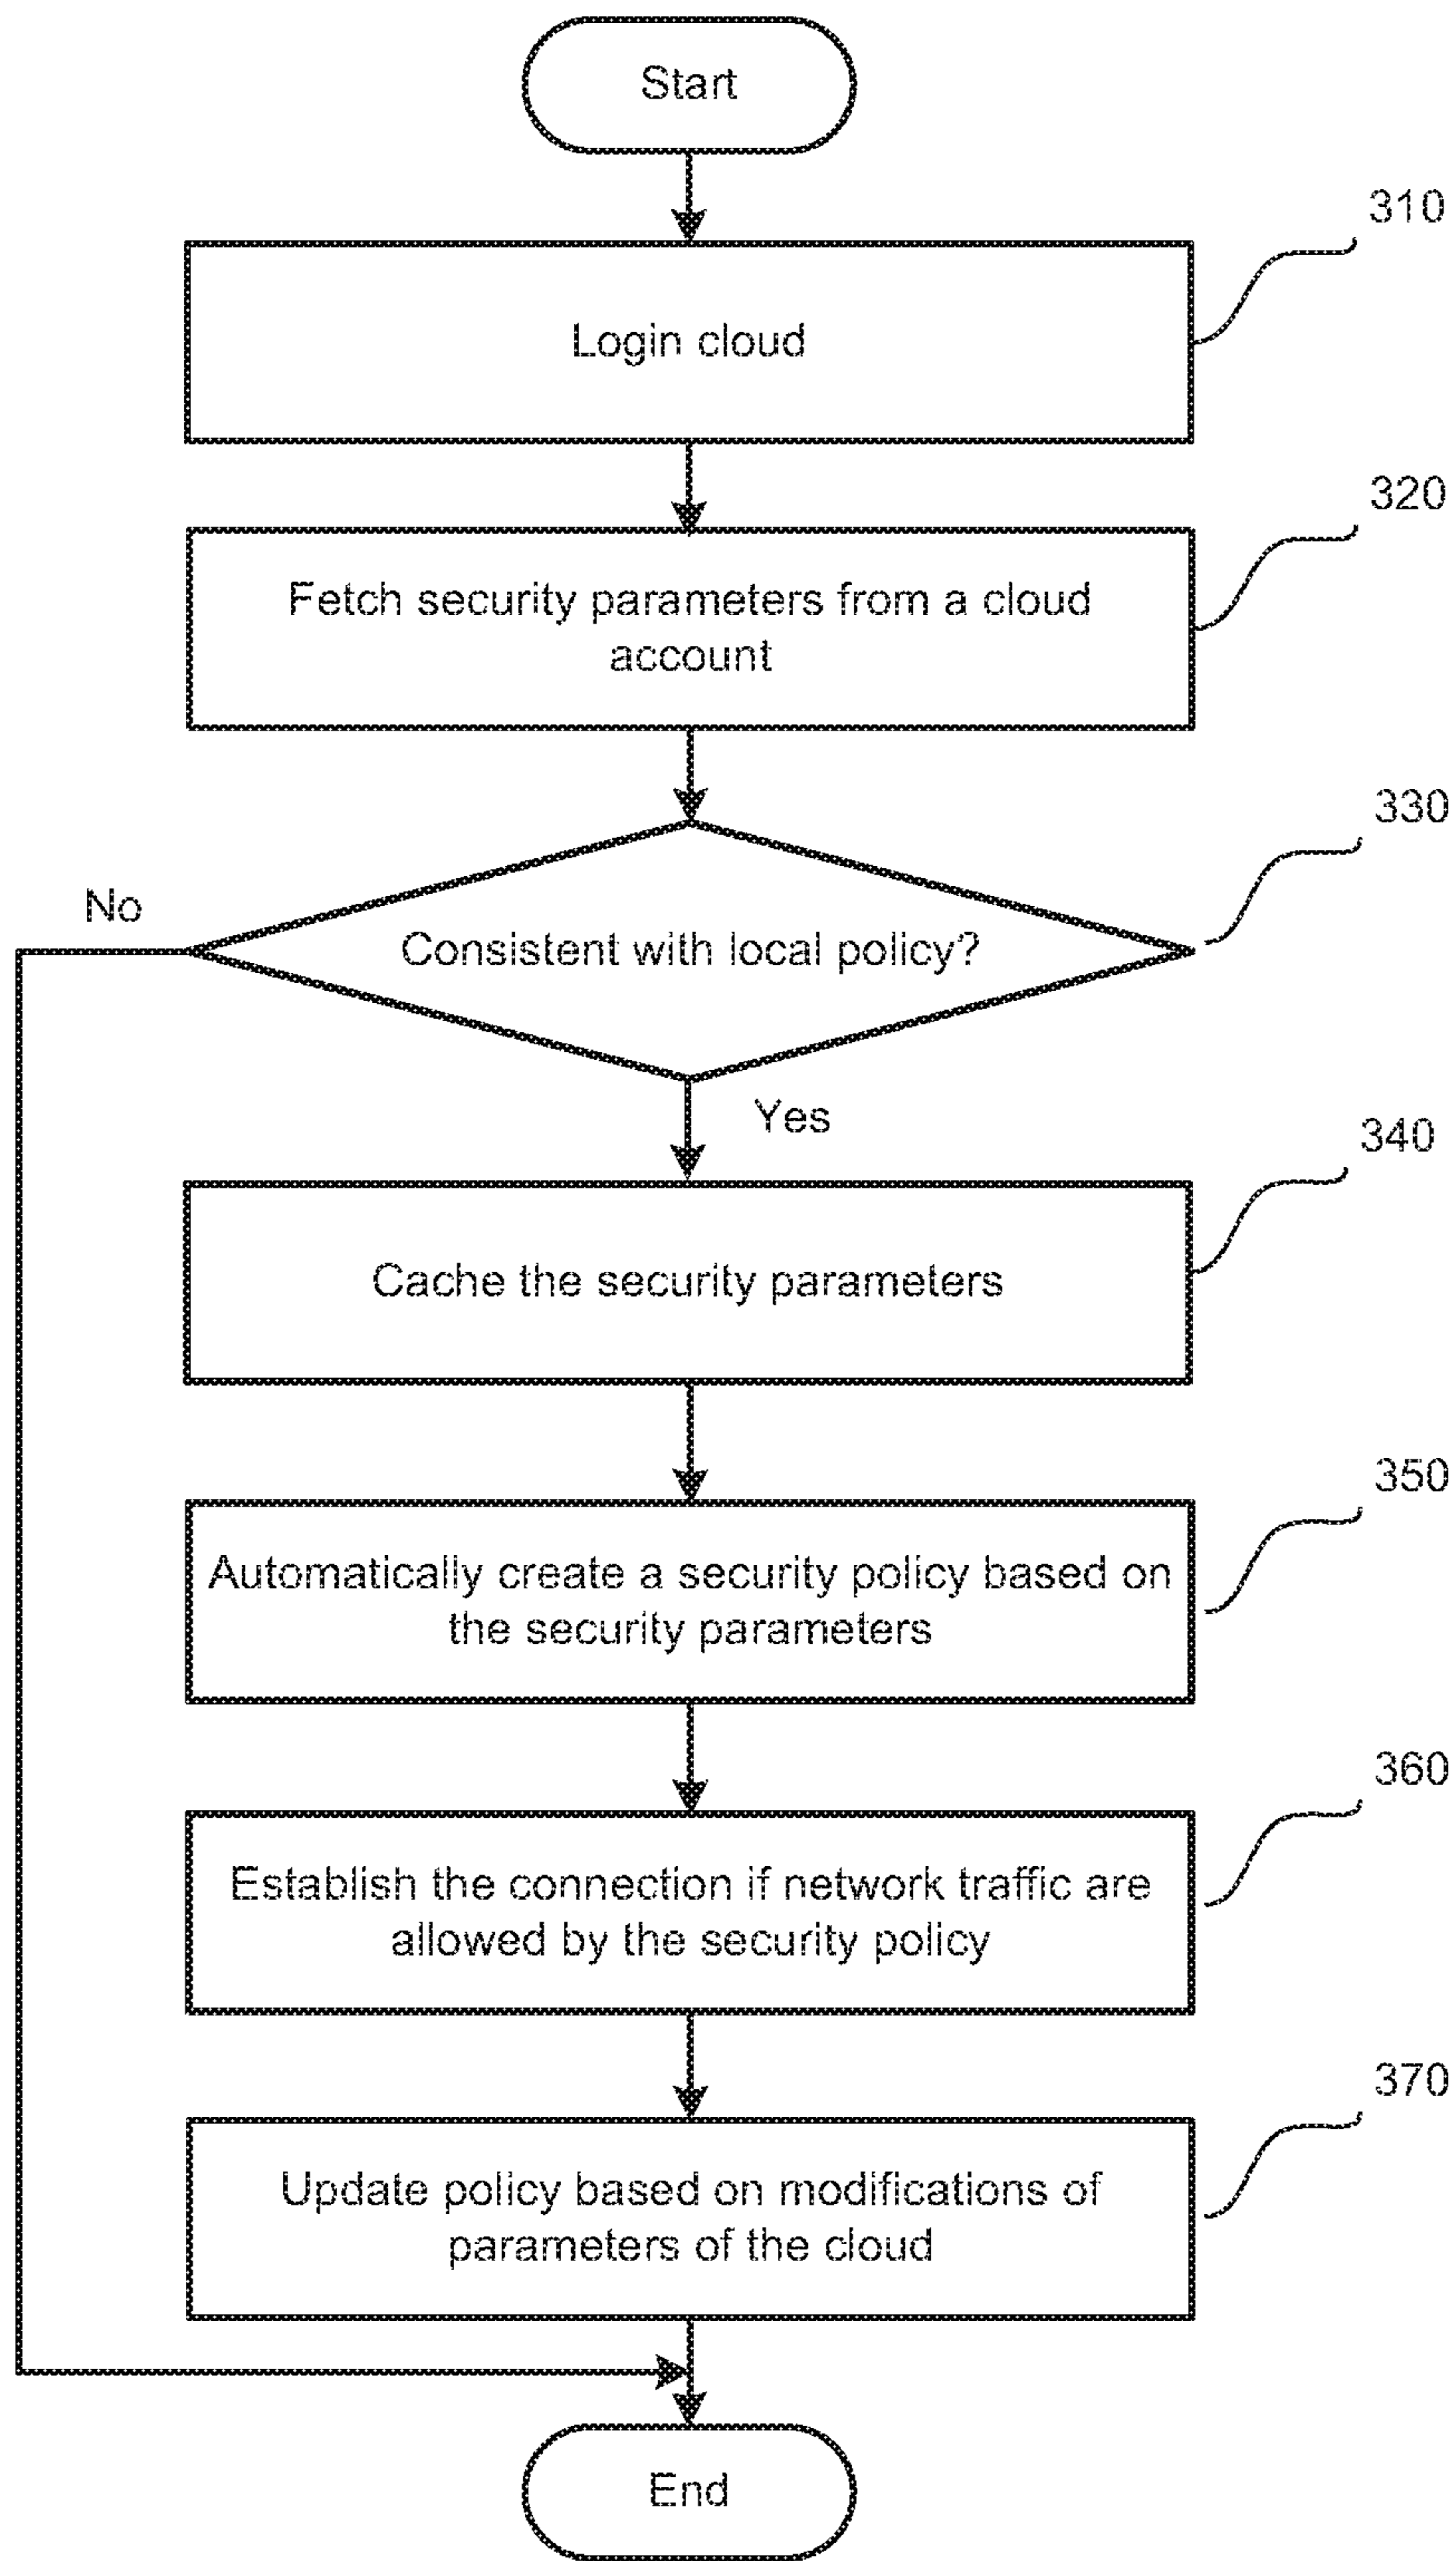 Start
310
Login cloud
320
Fetch security parameters from a cloud
account
330
No
Consistent with local policy?
Yes
340
Cache the security parameters
350
Automatically create a security policy based on
the security parameters
360
Establish the connection if network traffic are
allowed by the security policy
370
Update policy based on modifications of
parameters of the cloud
End